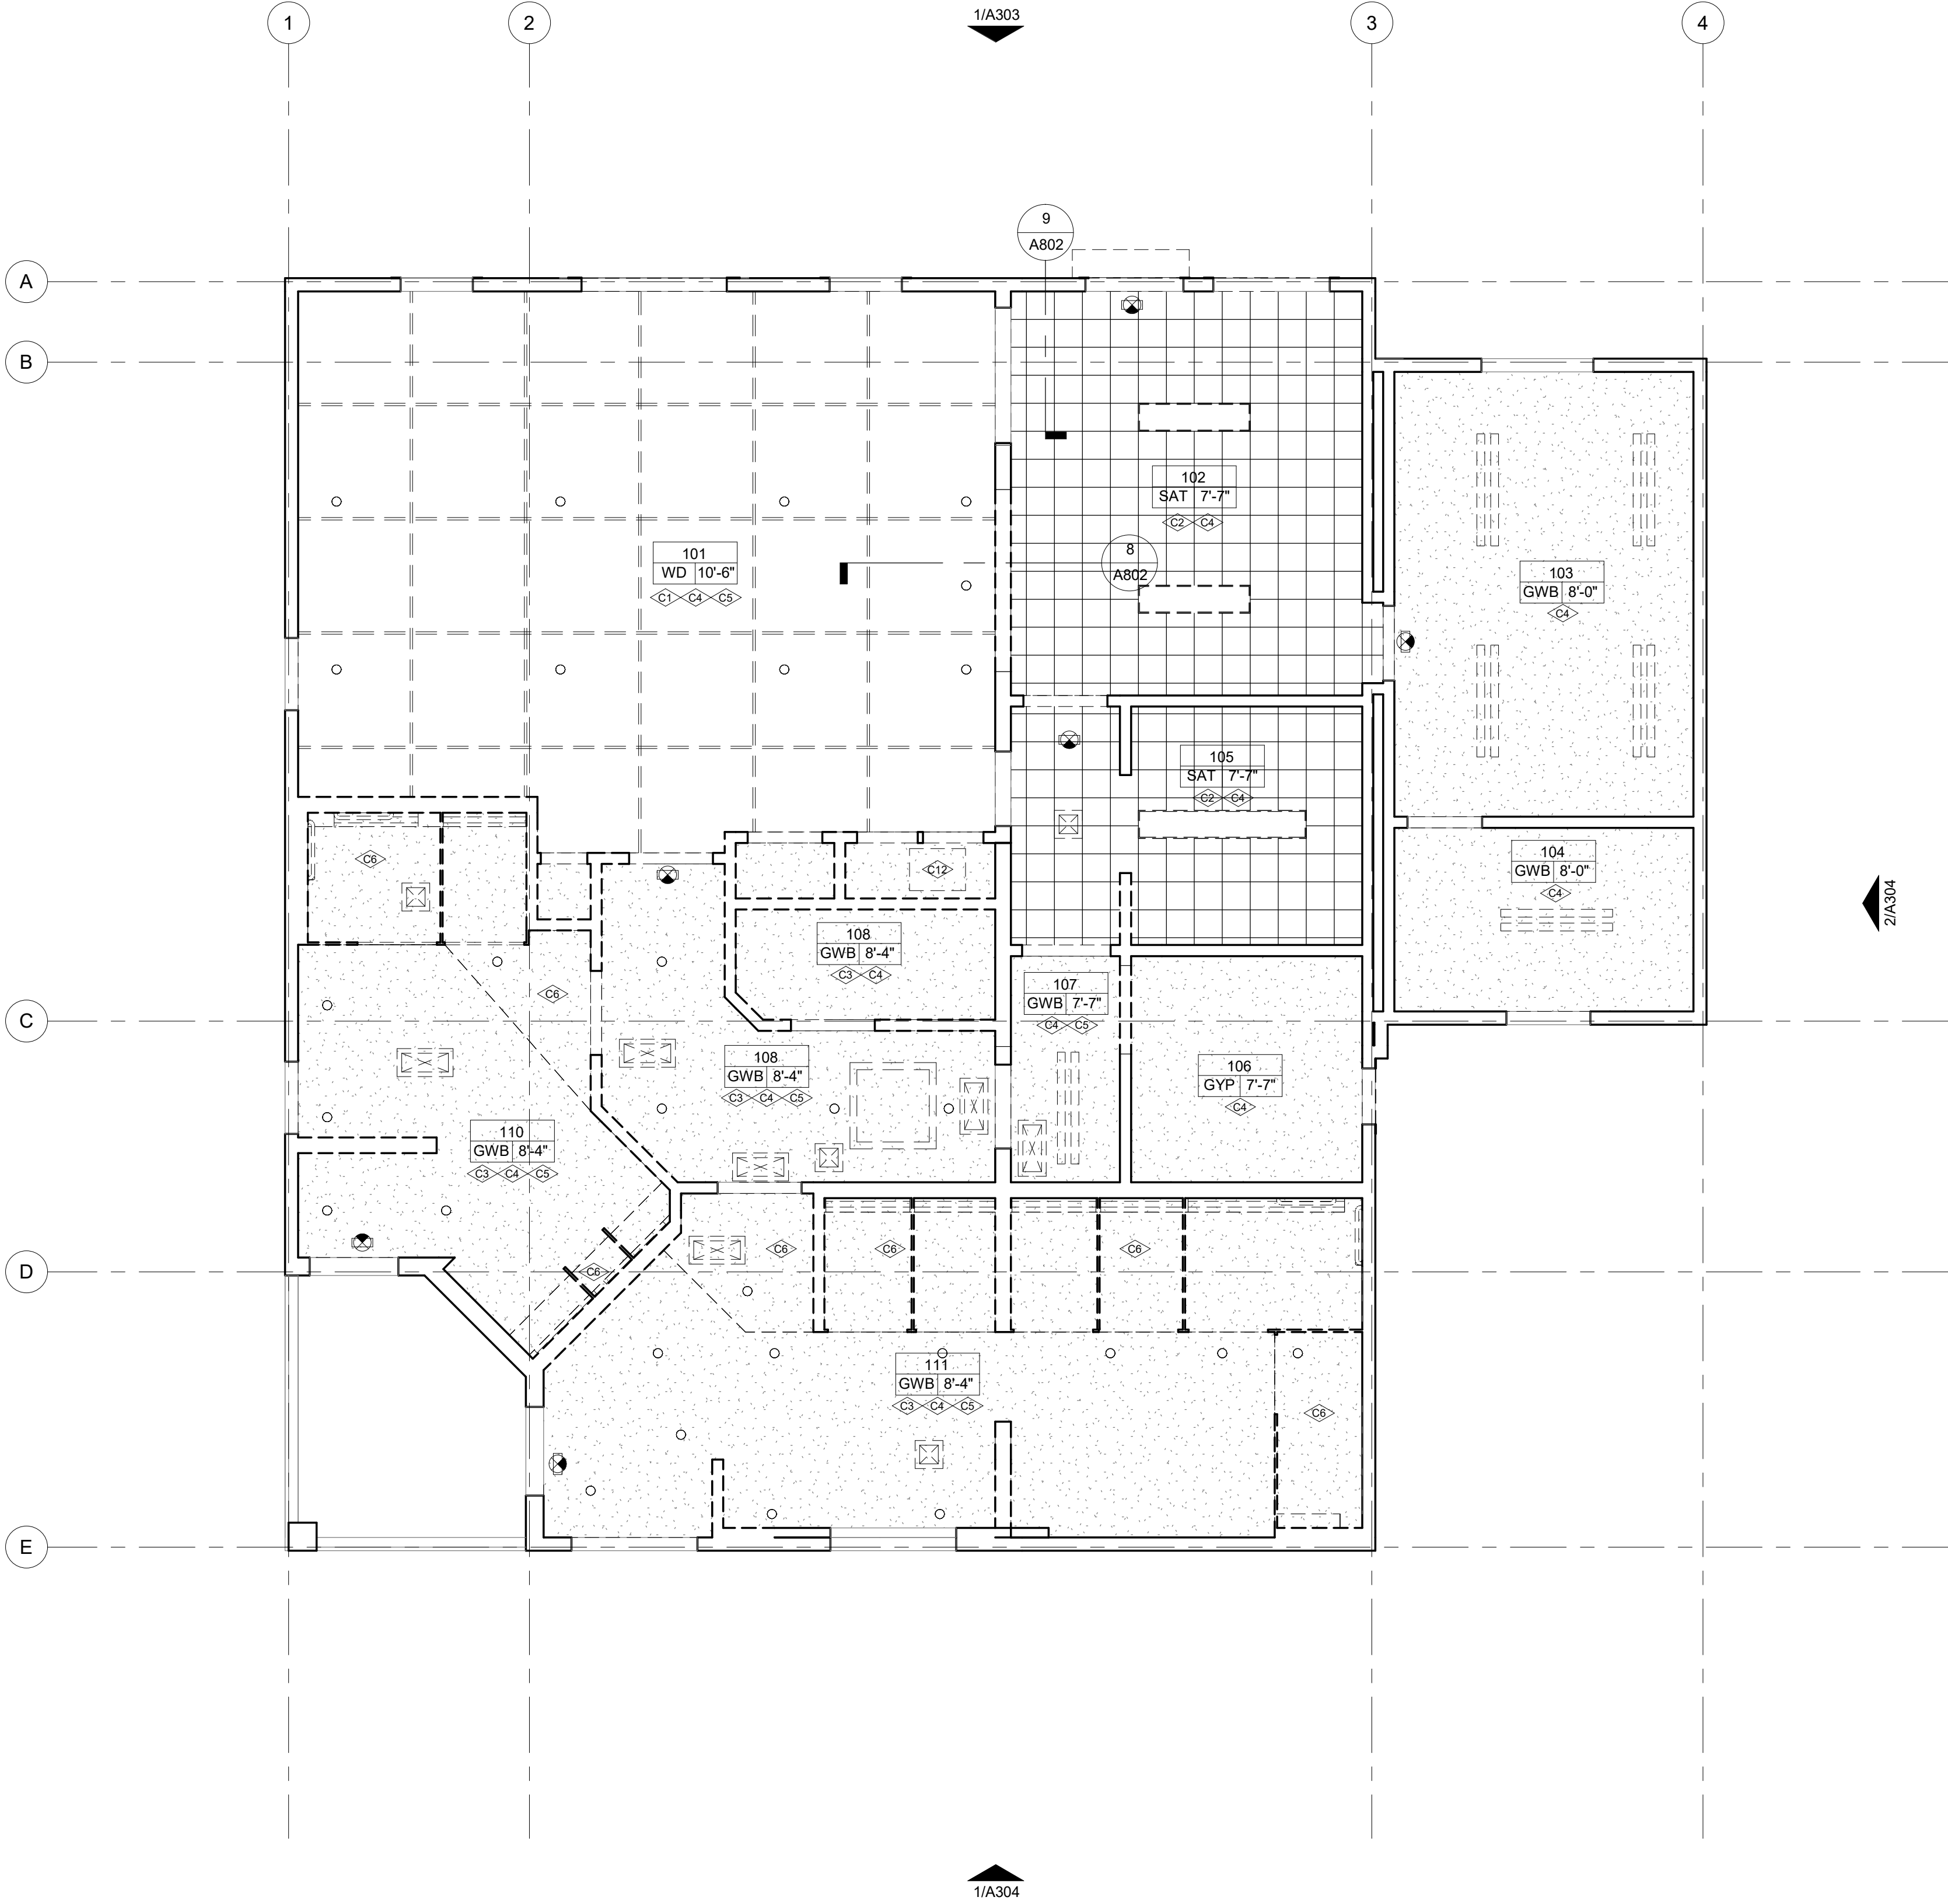 1
2
1/A303
3
4
9
A802
A
B
102
SAT 7'-7"
C2 C4
8
A802
101
WD 10'-6"
C1 C4 C5
103
GWB 8'-0"
C4
105
SAT 7'-7"
C2 C4
C6
C12
104
GWB 8'-0"
C4
2/A304
108
GWB 8'-4"
C3 C4
C6
107
GWB 7'-7"
C4 C5
C
108
GWB 8'-4"
C3 C4 C5
106
GYP 7'-7"
C4
110
GWB 8'-4"
C3 C4 C5
C6
C6
C6
D
C6
111
GWB 8'-4"
C3 C4 C5
C6
E
1/A304